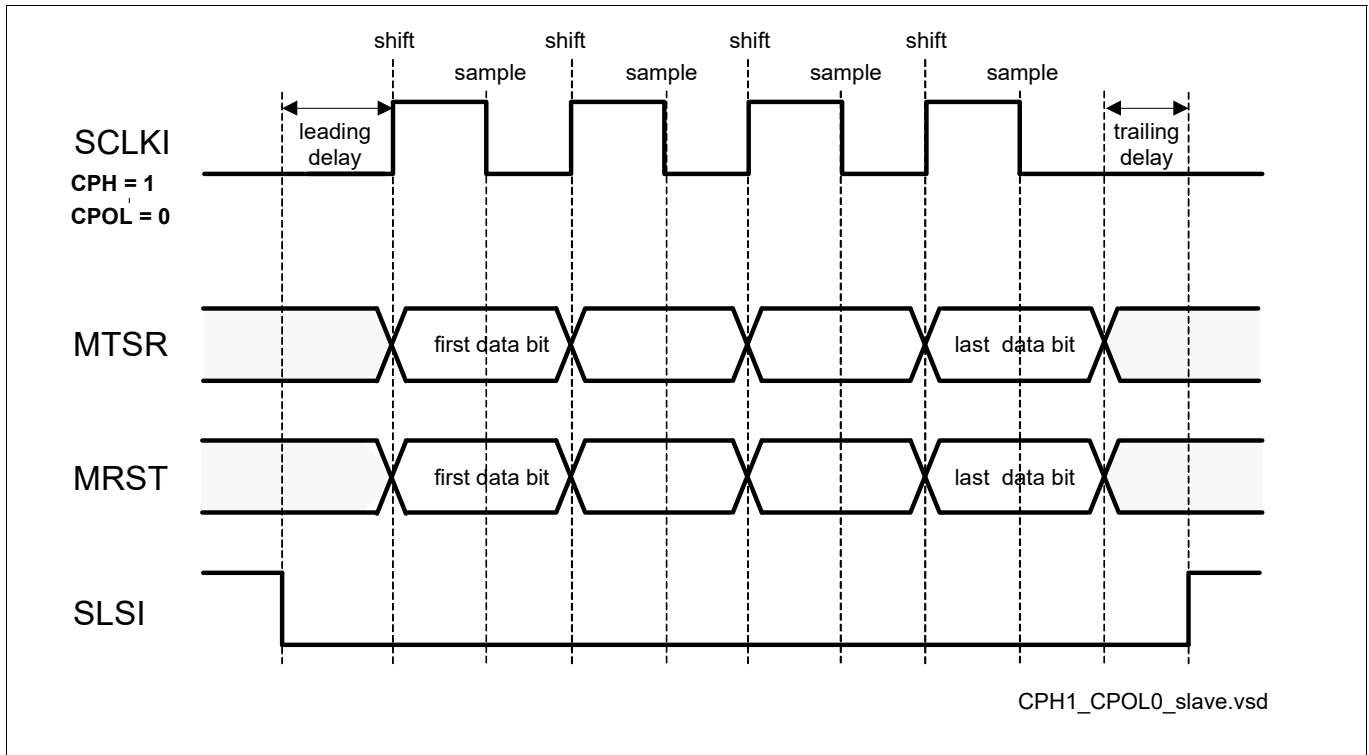 shift shift shift shift
sample sample sample sample
leading delay
trailing delay
SCLKI
CPH = 1
CPOL = 0
MTSR
first data bit
last data bit
MRST
first data bit
last data bit
SLSI
CPH1_CPOL0_slave.vsd